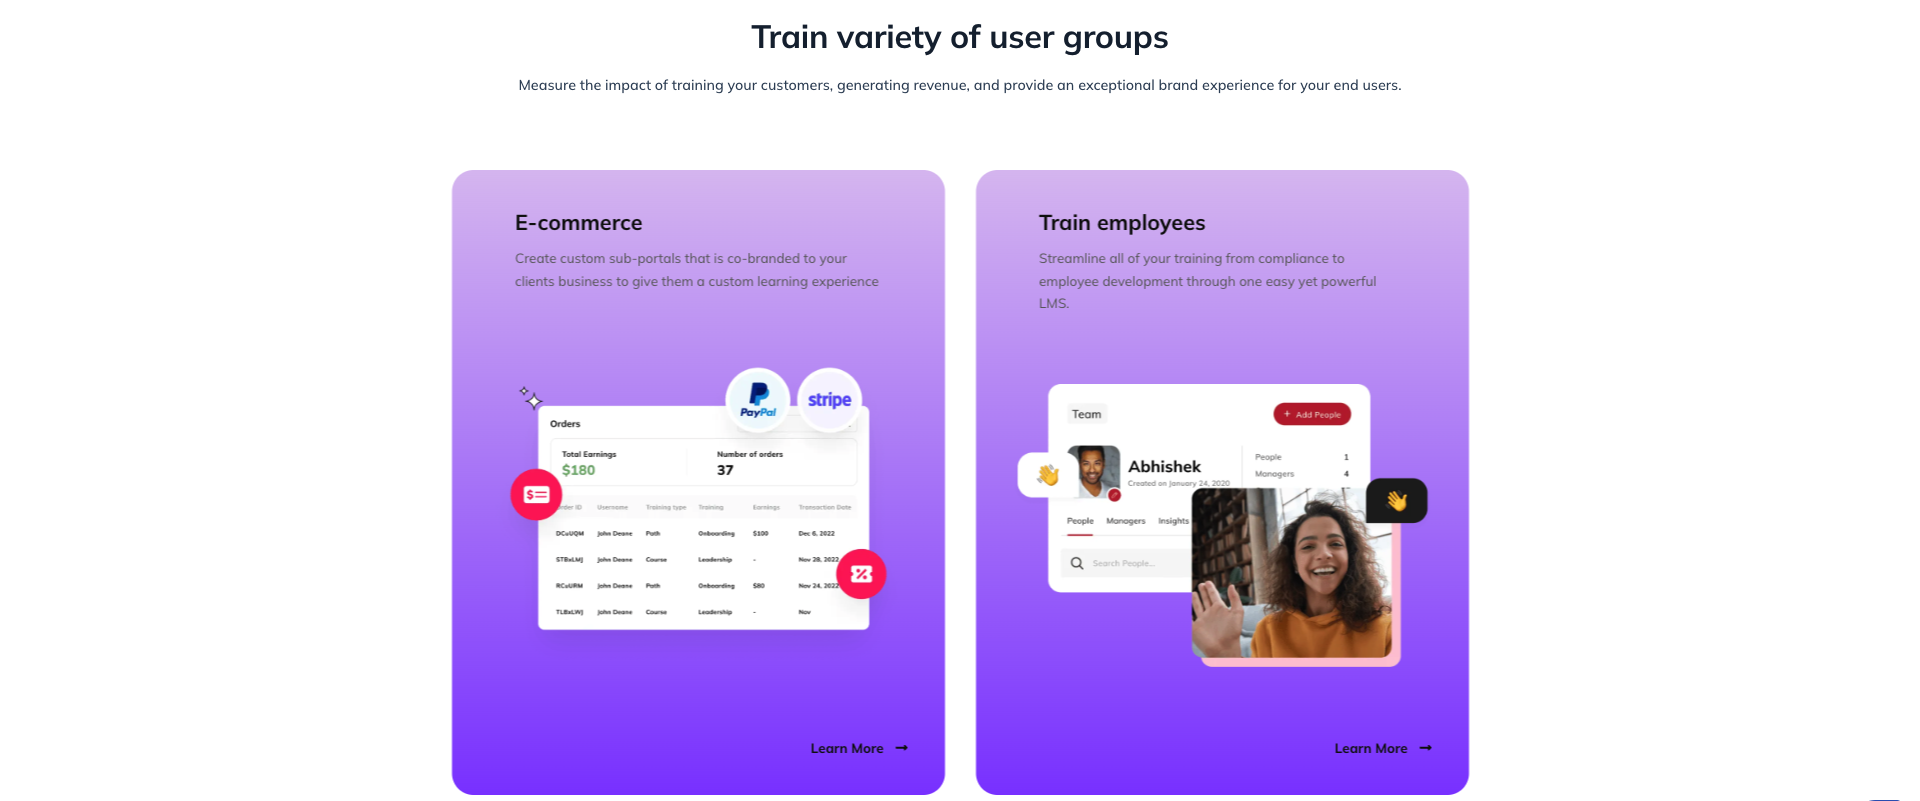 Train variety of user groups
Measure the impact of training your customers, generating revenue, and provide an exceptional brand experience for your end users.
E-commerce
Create custom sub-portals that is co-branded to your
clients business to give them a custom learning experience
PayPal
stripe
Orders
Total Earnings
Number of orders
$180
37
$
rder ID Username Training type Training Earnings Transaction Date
DCuUQM John Deane Path Onboarding $100 Dec 6, 2022
STBxLMJ John Deane Course Leadership - Nov 28, 2022
RCuURM John Deane Path Onboarding $80 Nov 24, 2022
TLBxLWJ John Deane Course Leadership - Nov
Learn More
Train employees
Streamline all of your training from compliance to
employee development through one easy yet powerful
LMS.
Team
+ Add People
Abhishek
Created on January 24, 2020
People 1
Managers 4
People Managers Insights
Search People...
Learn More